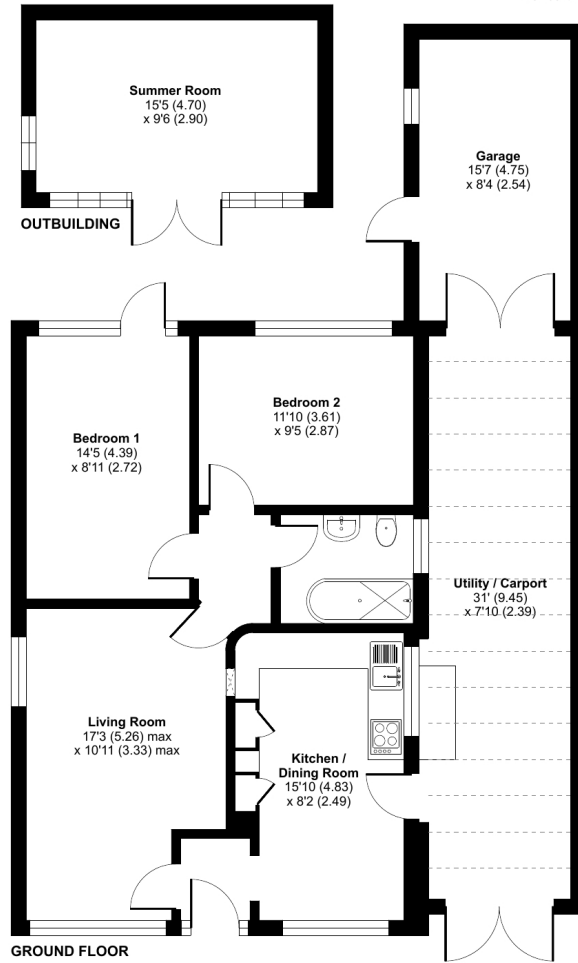 Summer Room
15'5 (4.70)
x 9'6 (2.90)
OUTBUILDING
Garage
15'7 (4.75)
x 8'4 (2.54)
Bedroom 1
14'5 (4.39)
x 8'11 (2.72)
Bedroom 2
11'10 (3.61)
x 9'5 (2.87)
Utility / Carport
31' (9.45)
x 7'10 (2.39)
Living Room
17'3 (5.26) max
x 10'11 (3.33) max
Kitchen /
Dining Room
15'10 (4.83)
x 8'2 (2.49)
GROUND FLOOR